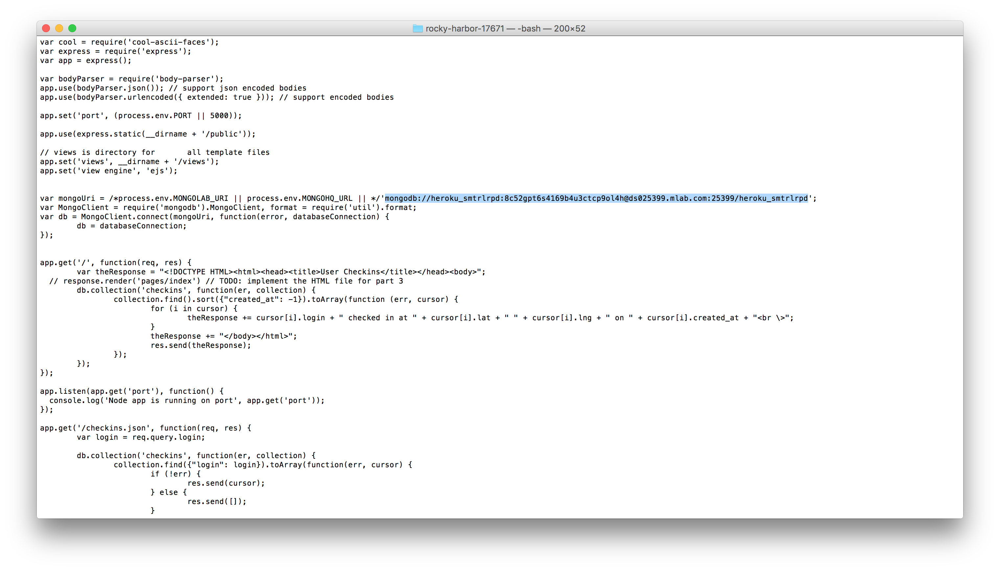 rocky-harbor-17671 — -bash — 200×52
var cool = require('cool-ascii-faces');
var express = require('express');
var app = express();
var bodyParser = require('body-parser');
app.use(bodyParser.json()); // support json encoded bodies
app.use(bodyParser.urlencoded({ extended: true })); // support encoded bodies
app.set('port', (process.env.PORT || 5000));
app.use(express.static(__dirname + '/public'));
// views is directory for       all template files
app.set('views', __dirname + '/views');
app.set('view engine', 'ejs');
var mongoUri = /*process.env.MONGOLAB_URI || process.env.MONGOHQ_URL || */'mongodb://heroku_smtrlrpd:8c52gpt6s4169b4u3ctcp9ol4h@ds025399.mlab.com:25399/heroku_smtrlrpd';
var MongoClient = require('mongodb').MongoClient, format = require('util').format;
var db = MongoClient.connect(mongoUri, function(error, databaseConnection) {
        db = databaseConnection;
});
app.get('/', function(req, res) {
        var theResponse = "<!DOCTYPE HTML><html><head><title>User Checkins</title></head><body>";
  // response.render('pages/index') // TODO: implement the HTML file for part 3
        db.collection('checkins', function(er, collection) {
                collection.find().sort({"created_at": -1}).toArray(function (err, cursor) {
                        for (i in cursor) {
                                theResponse += cursor[i].login + " checked in at " + cursor[i].lat + " " + cursor[i].lng + " on " + cursor[i].created_at + "<br \>";
                        }
                        theResponse += "</body></html>";
                        res.send(theResponse);
                });
        });
});
app.listen(app.get('port'), function() {
  console.log('Node app is running on port', app.get('port'));
});
app.get('/checkins.json', function(req, res) {
        var login = req.query.login;
        db.collection('checkins', function(er, collection) {
                collection.find({"login": login}).toArray(function(err, cursor) {
                        if (!err) {
                                res.send(cursor);
                        } else {
                                res.send([]);
                        }